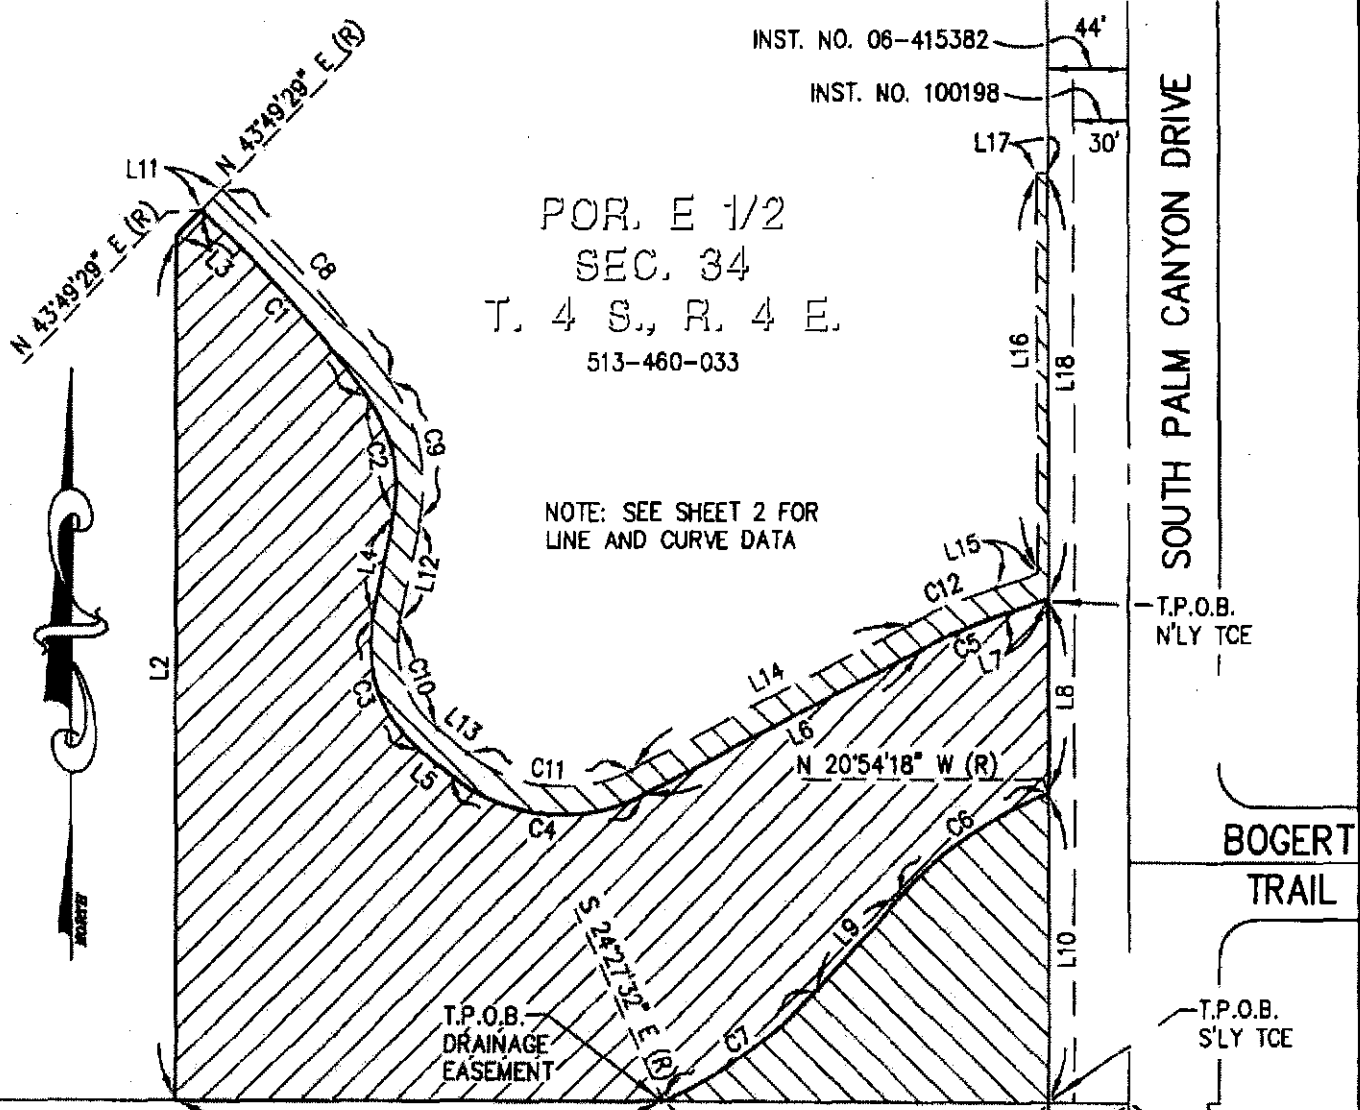 INST. NO. 06-415382
44'
INST. NO. 100198
30'
N 43°49'29" E (R)
L11
N 43°49'29" E (R)
L3
C8
C1
L17
POR. E 1/2
SEC. 34
T. 4 S., R. 4 E.
513-460-033
L16
L18
SOUTH PALM CANYON DRIVE
C2
C9
NOTE: SEE SHEET 2 FOR
LINE AND CURVE DATA
L4
L12
L15
C12
C5
L7
T.P.O.B.
N'LY TCE
L2
C3
C10
L13
L14
L6
L8
L5
C11
C4
N 20°54'18" W (R)
C6
BOGERT
TRAIL
NORTH
S 24°27'32" E (R)
L9
L10
T.P.O.B.
DRAINAGE
EASEMENT
C7
T.P.O.B.
S'LY TCE